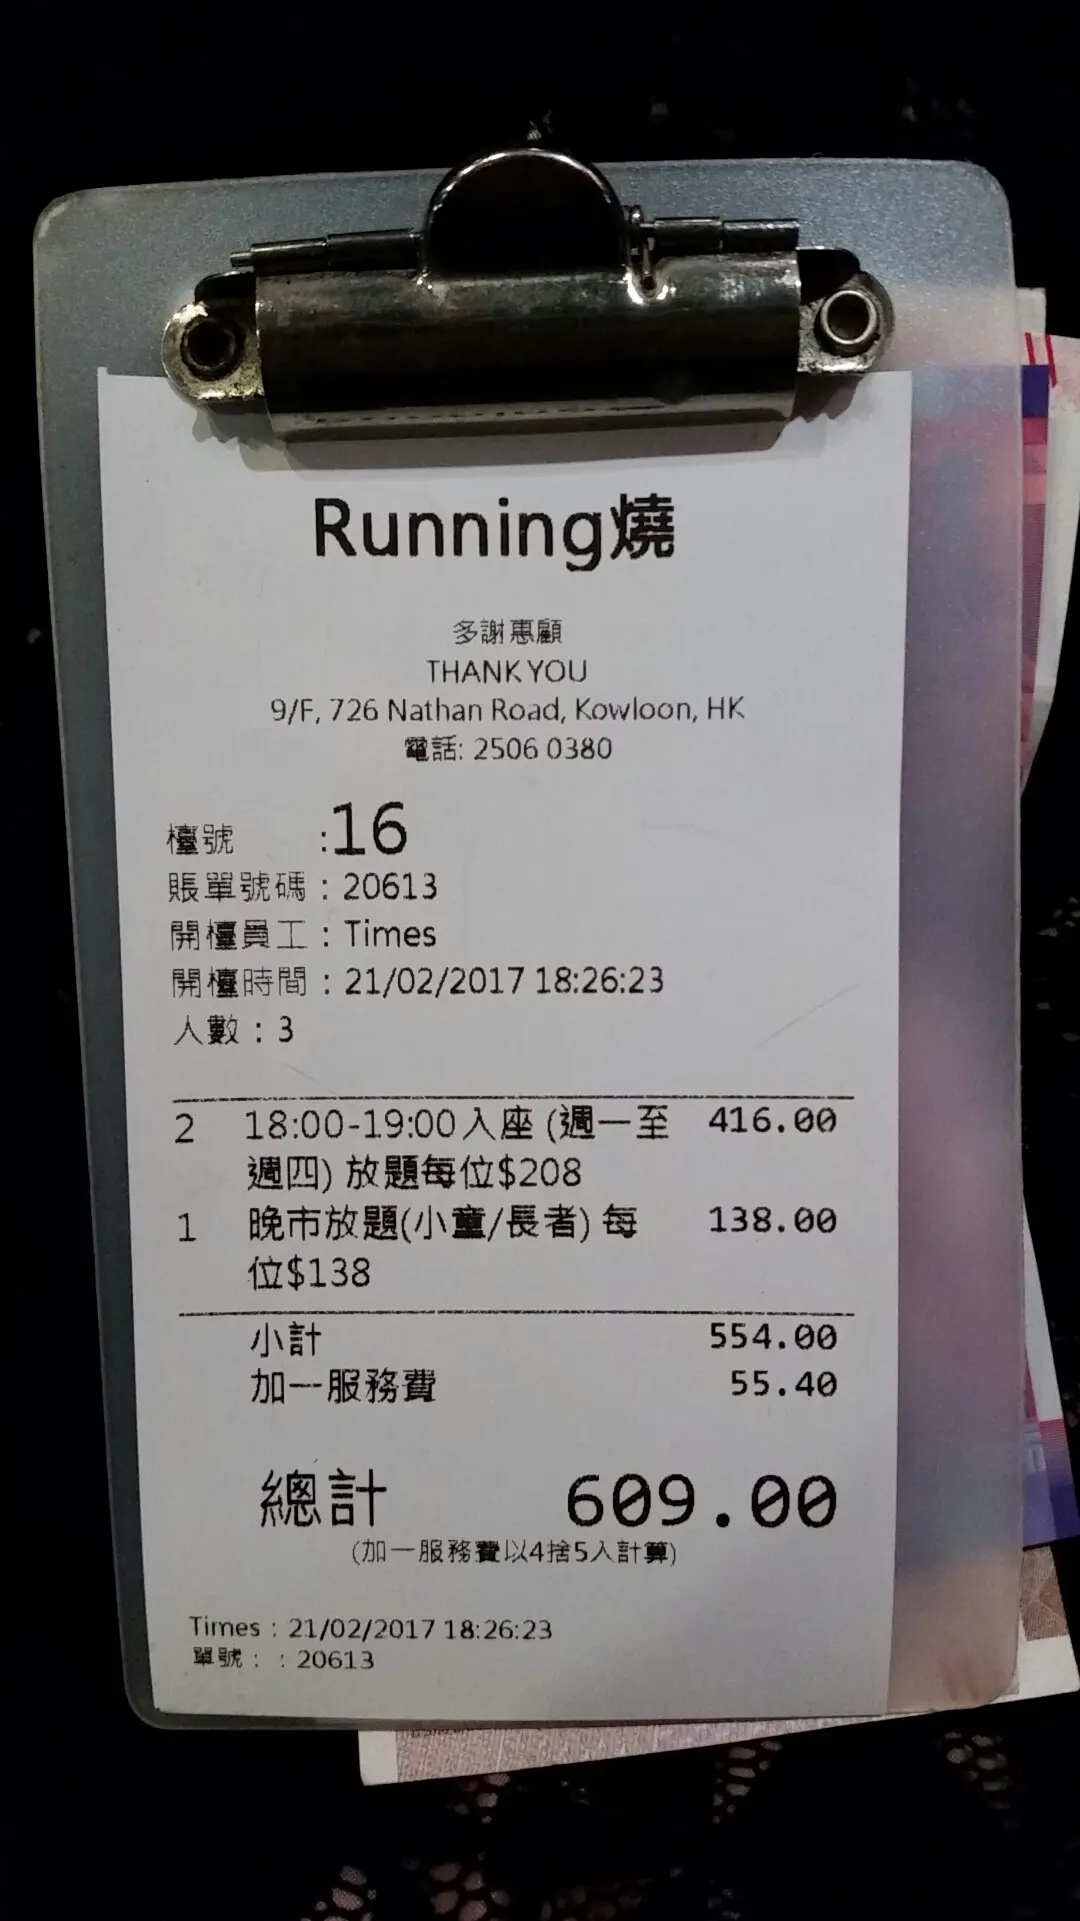 Running燒
多謝惠顧
THANK YOU
9/F, 726 Nathan Road, Kowloon, HK
電話: 2506 0380
檯號 :16
賬單號碼 : 20613
開檯員工 : Times
開檯時間 : 21/02/2017 18:26:23
人數 : 3
2 18:00-19:00入座 (週一至 416.00
週四) 放題每位$208
1 晚市放題(小童/長者) 每 138.00
位$138
小計 554.00
加一服務費 55.40
總計 609.00
(加一服務費以4捨5入計算)
Times : 21/02/2017 18:26:23
單號 : : 20613